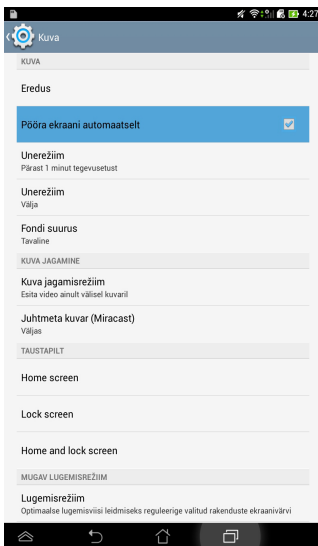 4:27
Kuva
KUVA
Eredus
Pööra ekraani automaatselt
Unerežiim
Pärast 1 minut tegevusetust
Unerežiim
Välja
Fondi suurus
Tavaline
KUVA JAGAMINE
Kuva jagamisrežiim
Esita video ainult välisel kuvaril
Juhtmeta kuvar (Miracast)
Väljas
TAUSTAPILT
Home screen
Lock screen
Home and lock screen
MUGAV LUGEMISREŽIIM
Lugemisrežiim
Optimaalse lugemisviisi leidmiseks reguleerige valitud rakenduste ekraanivärvi